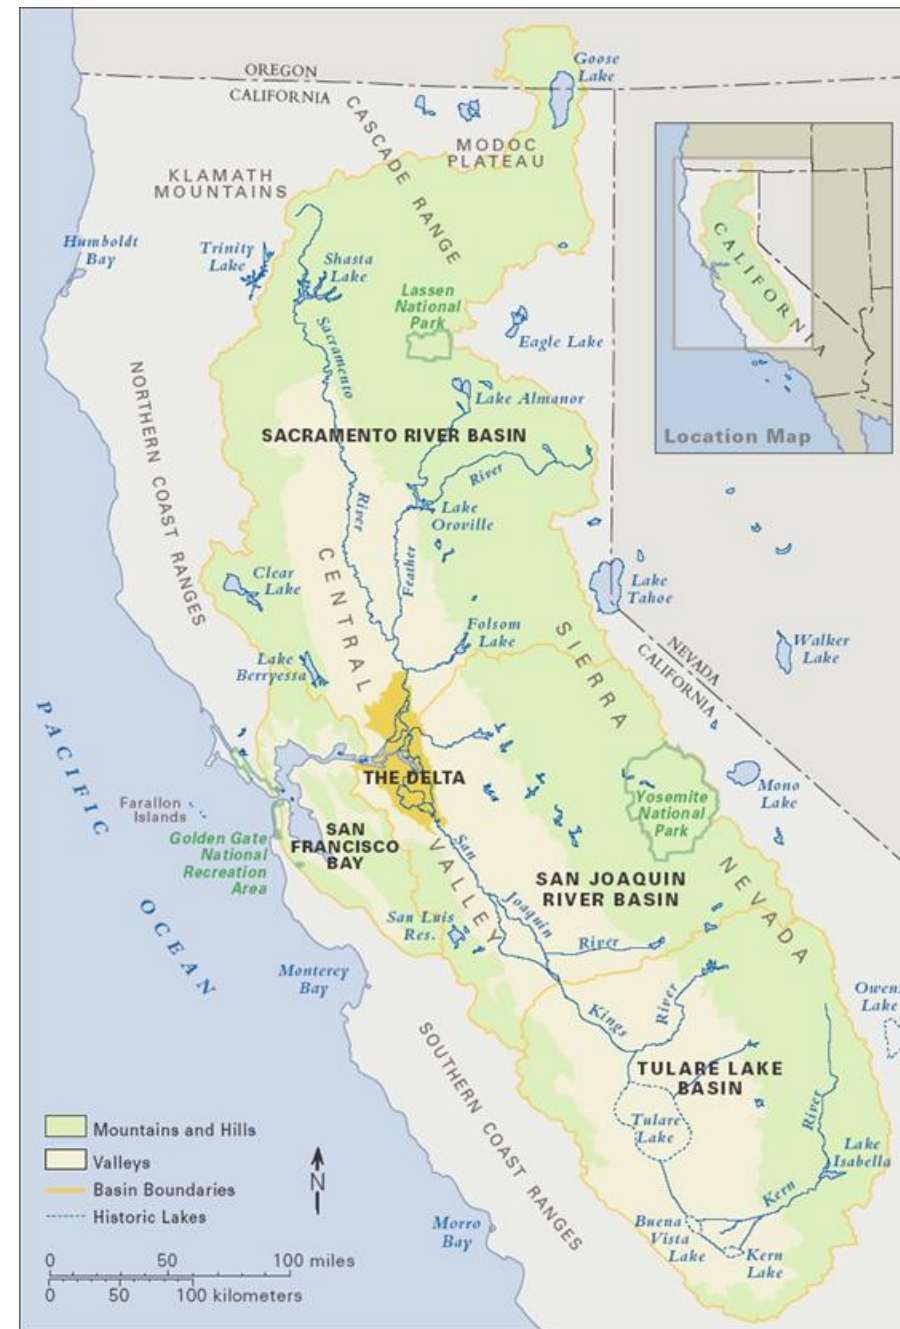 Goose
Lake
OREGON
CALIFORNIA
CASCADE RANGE
MODOC
PLATEAU
KLAMATH
MOUNTAINS
Humboldt
Bay
Trinity
Lake
Shasta
Lake
Lassen
National
Park
Eagle Lake
CALIFORNIA
Location Map
Sacramento
River
NORTHERN COAST RANGES
Lake Almanor
SACRAMENTO RIVER BASIN
River
Lake
Oroville
Feather
CENTRAL
VALLEY
Clear
Lake
Lake
Tahoe
Folsom
Lake
SIERRA
NEVADA
NEVADA
CALIFORNIA
Walker
Lake
Lake
Berryessa
PACIFIC
OCEAN
THE DELTA
Mono
Lake
Farallon
Islands
Yosemite
National
Park
Golden Gate
National
Recreation
Area
SAN
FRANCISCO
BAY
San
Joaquin
River
SAN JOAQUIN
RIVER BASIN
San Luis
Res.
Monterey
Bay
Owens
Lake
Kings
River
SOUTHERN COAST RANGES
TULARE LAKE
BASIN
Tulare
Lake
River
Kern
Lake
Isabella
Buena
Vista
Lake
Kern
Lake
Morro
Bay
Mountains and Hills
Valleys
Basin Boundaries
Historic Lakes
N
0 50 100 miles
0 50 100 kilometers